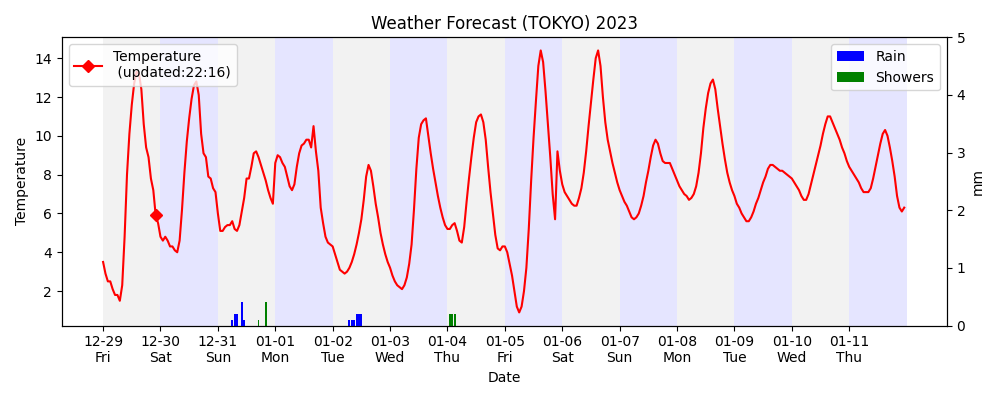 Weather Forecast (TOKYO) 2023
Temperature
(updated:22:16)
Rain
Showers
Temperature
14
12
10
8
6
4
2
5
4
3
2
1
0
mm
12-29 12-30 12-31 01-01 01-02 01-03 01-04 01-05 01-06 01-07 01-08 01-09 01-10 01-11
Fri Sat Sun Mon Tue Wed Thu Fri Sat Sun Mon Tue Wed Thu
Date